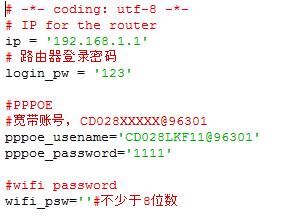 # -*- coding: utf-8 -*-
# IP for the router
ip = '192.168.1.1'
# 路由器登录密码
login_pw = '123'
#PPPOE
#宽带账号, CD028XXXXX@96301
pppoe_usename='CD028LKF11@96301'
pppoe_password='1111'
#wifi password
wifi_psw=''#不少于8位数